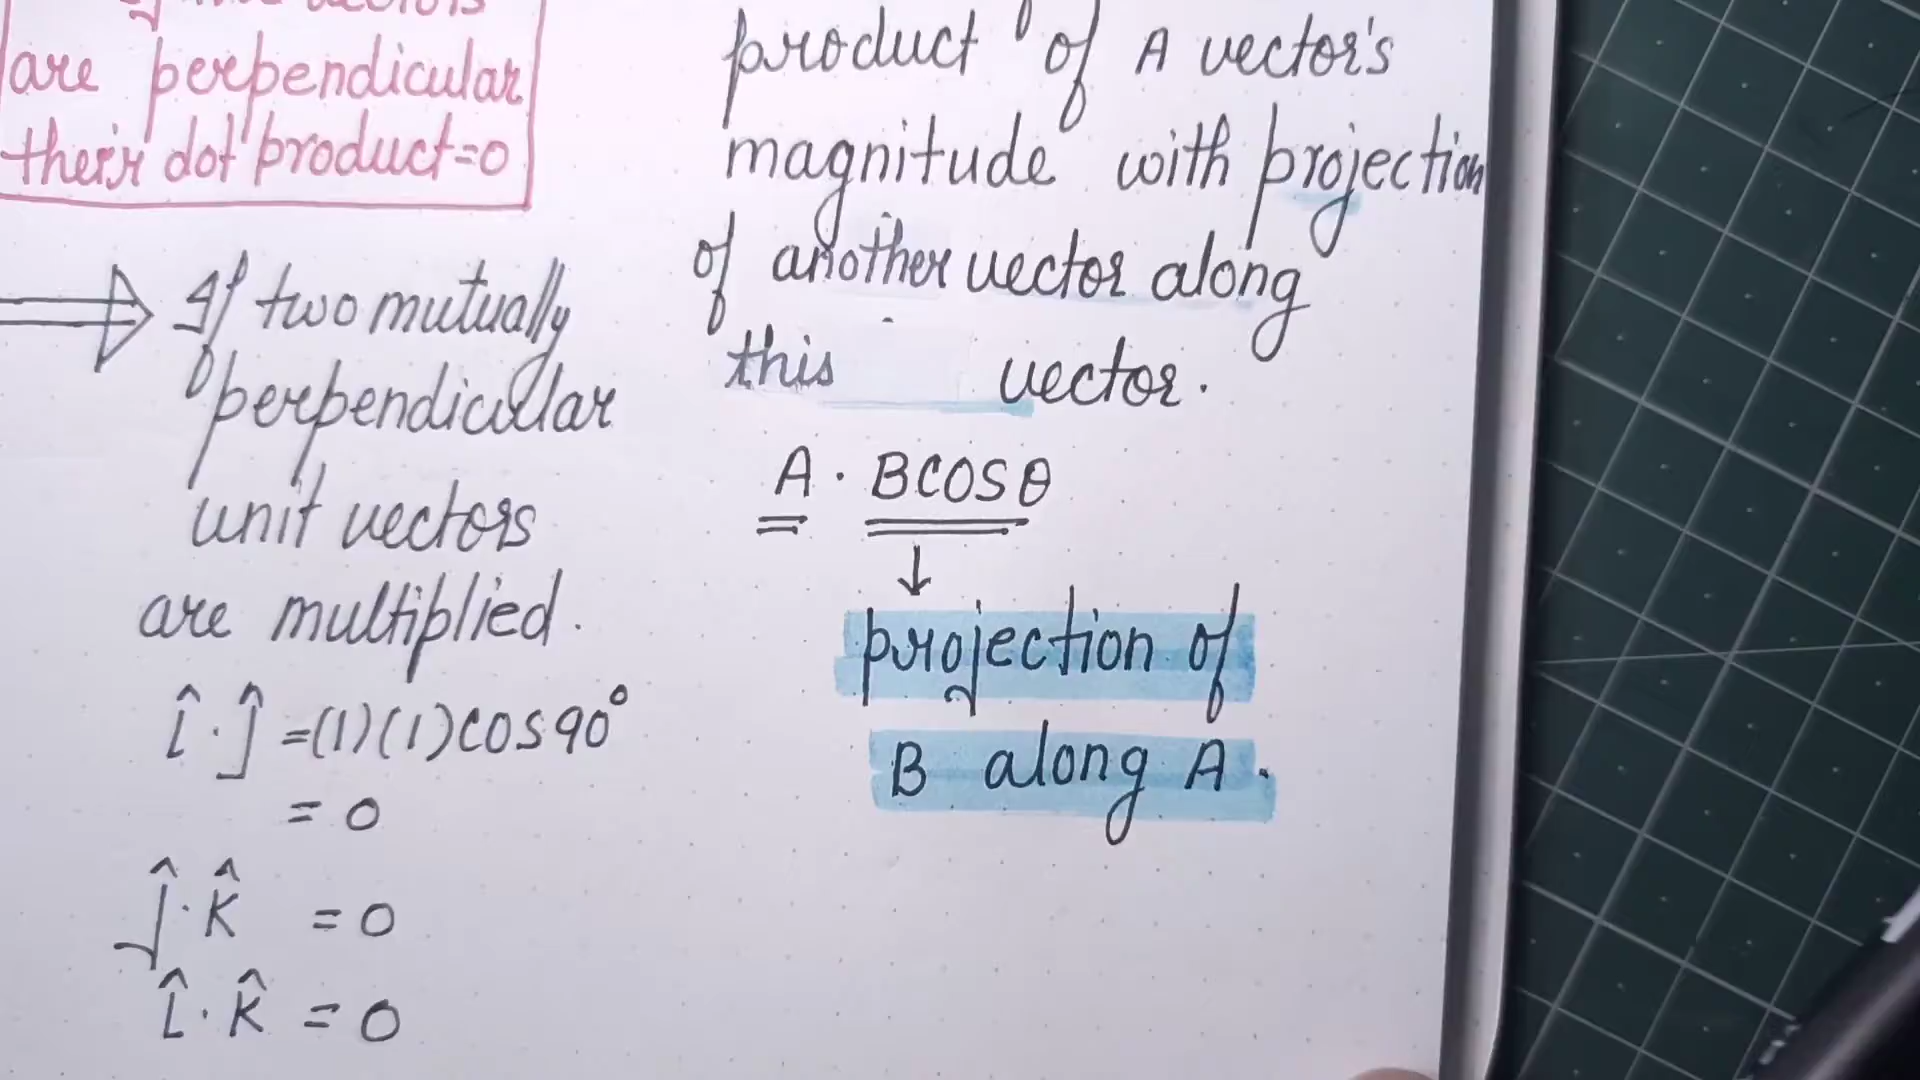 vectors
are perpendicular
their dot product=0
If two mutually
perpendicular
unit vectors
are multiplied.
î·ĵ =(1)(1)cos90°
= 0
ĵ·K̂ = 0
î·K̂ = 0
product of A vector's
magnitude with projection
of another vector along
this vector.
A · BCOSθ
↓
projection of
B along A.